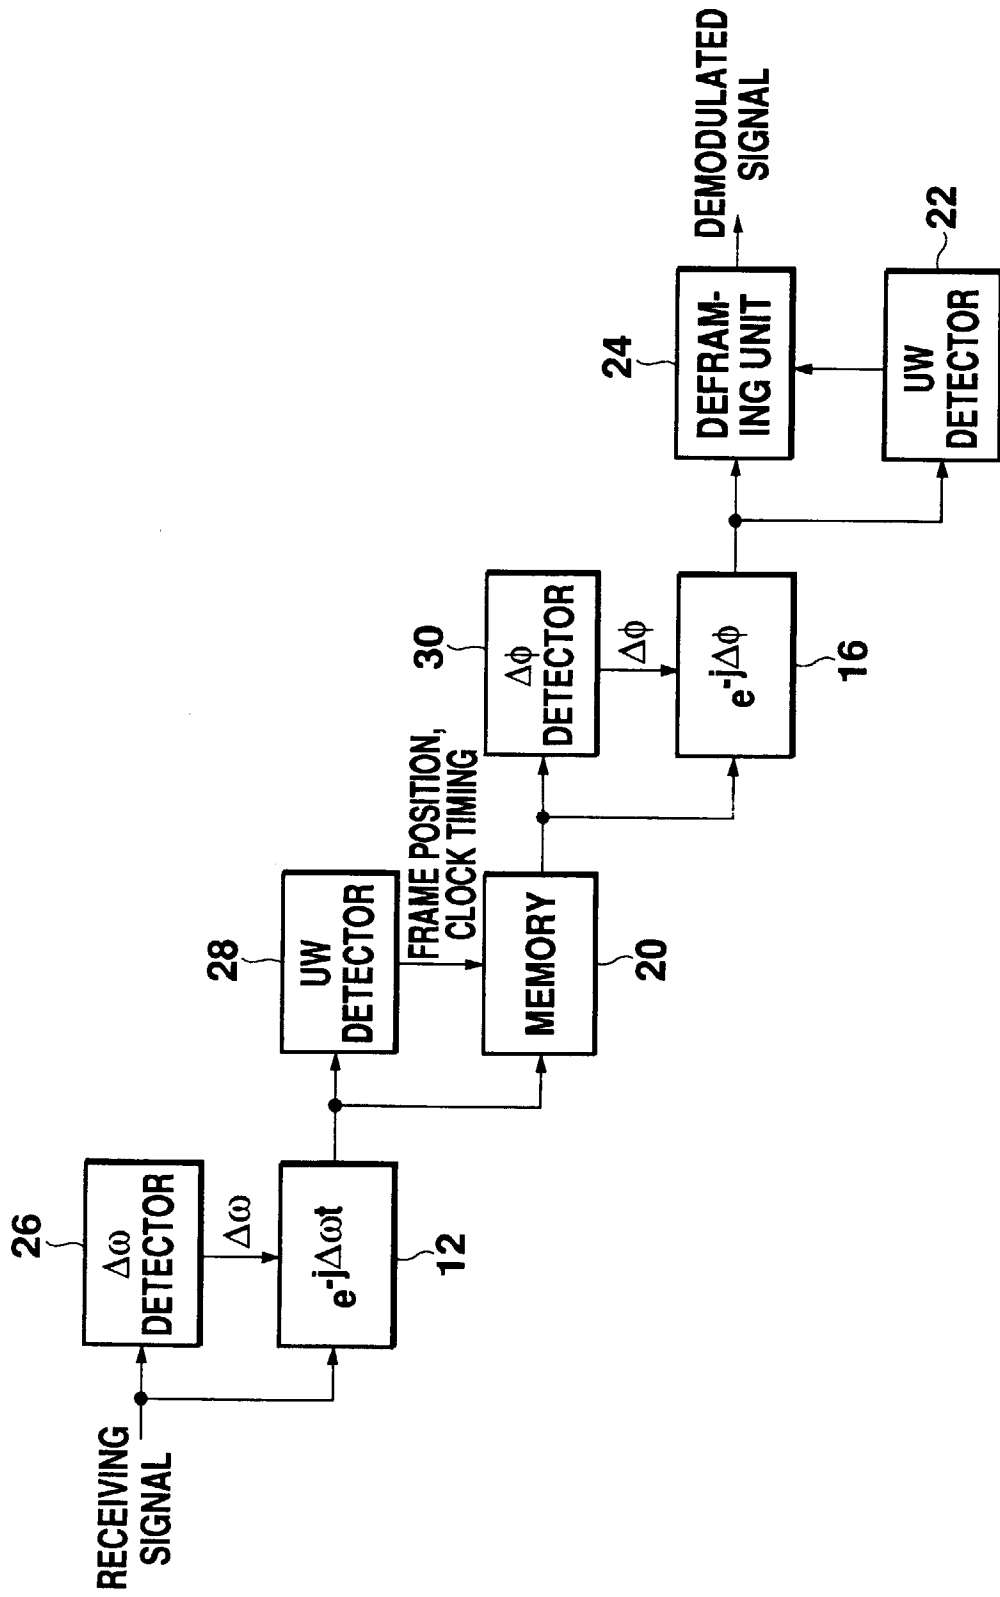 RECEIVING
SIGNAL
26
Δω
DETECTOR
Δω
e-jΔωt
12
28
UW
DETECTOR
FRAME POSITION,
CLOCK TIMING
MEMORY
20
30
Δϕ
DETECTOR
Δϕ
e-jΔϕ
16
24
DEFRAM-
ING UNIT
DEMODULATED
SIGNAL
UW
DETECTOR
22